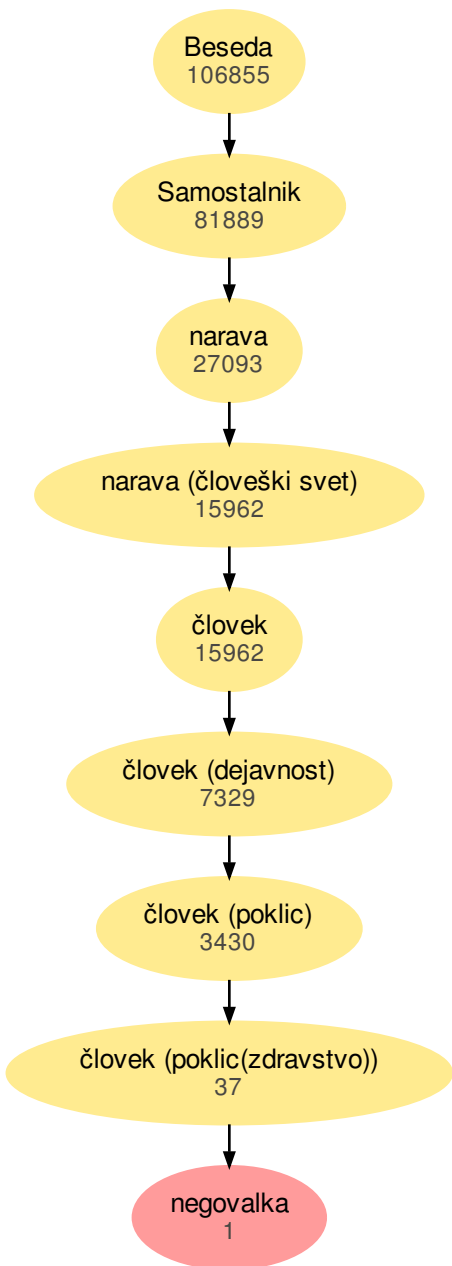 Beseda
106855
Samostalnik
81889
narava
27093
narava (človeški svet)
15962
človek
15962
človek (dejavnost)
7329
človek (poklic)
3430
človek (poklic(zdravstvo))
37
negovalka
1